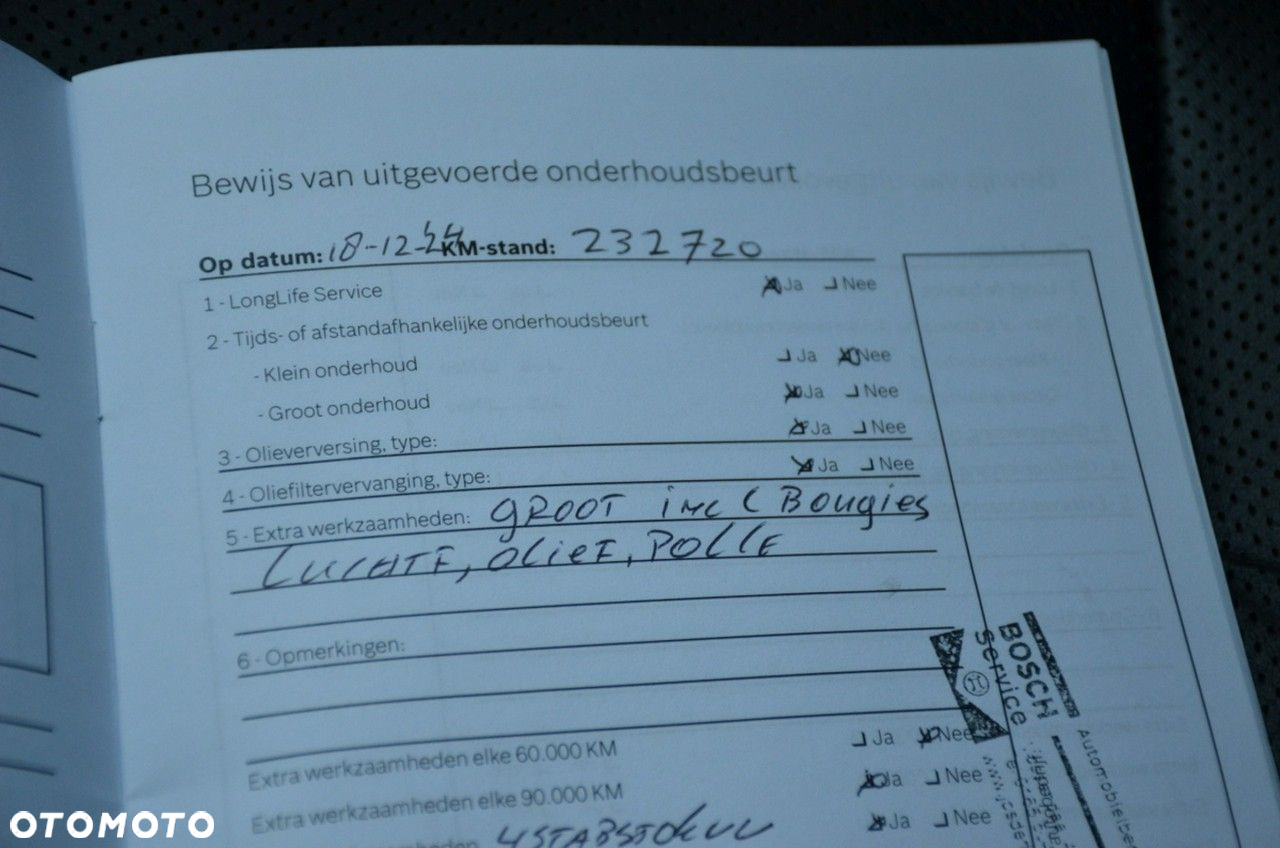 Bewijs van uitgevoerde onderhoudsbeurt
Op datum: 18-12-24 KM-stand: 232720
1 - LongLife Service Ja Nee
2 - Tijds- of afstandafhankelijke onderhoudsbeurt
- Klein onderhoud Ja Nee
- Groot onderhoud Ja Nee
3 - Olieverversing, type: Ja Nee
4 - Oliefiltervervanging, type: Ja Nee
5 - Extra werkzaamheden: GROOT incl Bougies
LUCHTF, OLIEF, POLLF
6 - Opmerkingen:
Extra werkzaamheden elke 60.000 KM Ja Nee
Extra werkzaamheden elke 90.000 KM Ja Nee
Ja Nee
BOSCH
Service
OTOMOTO